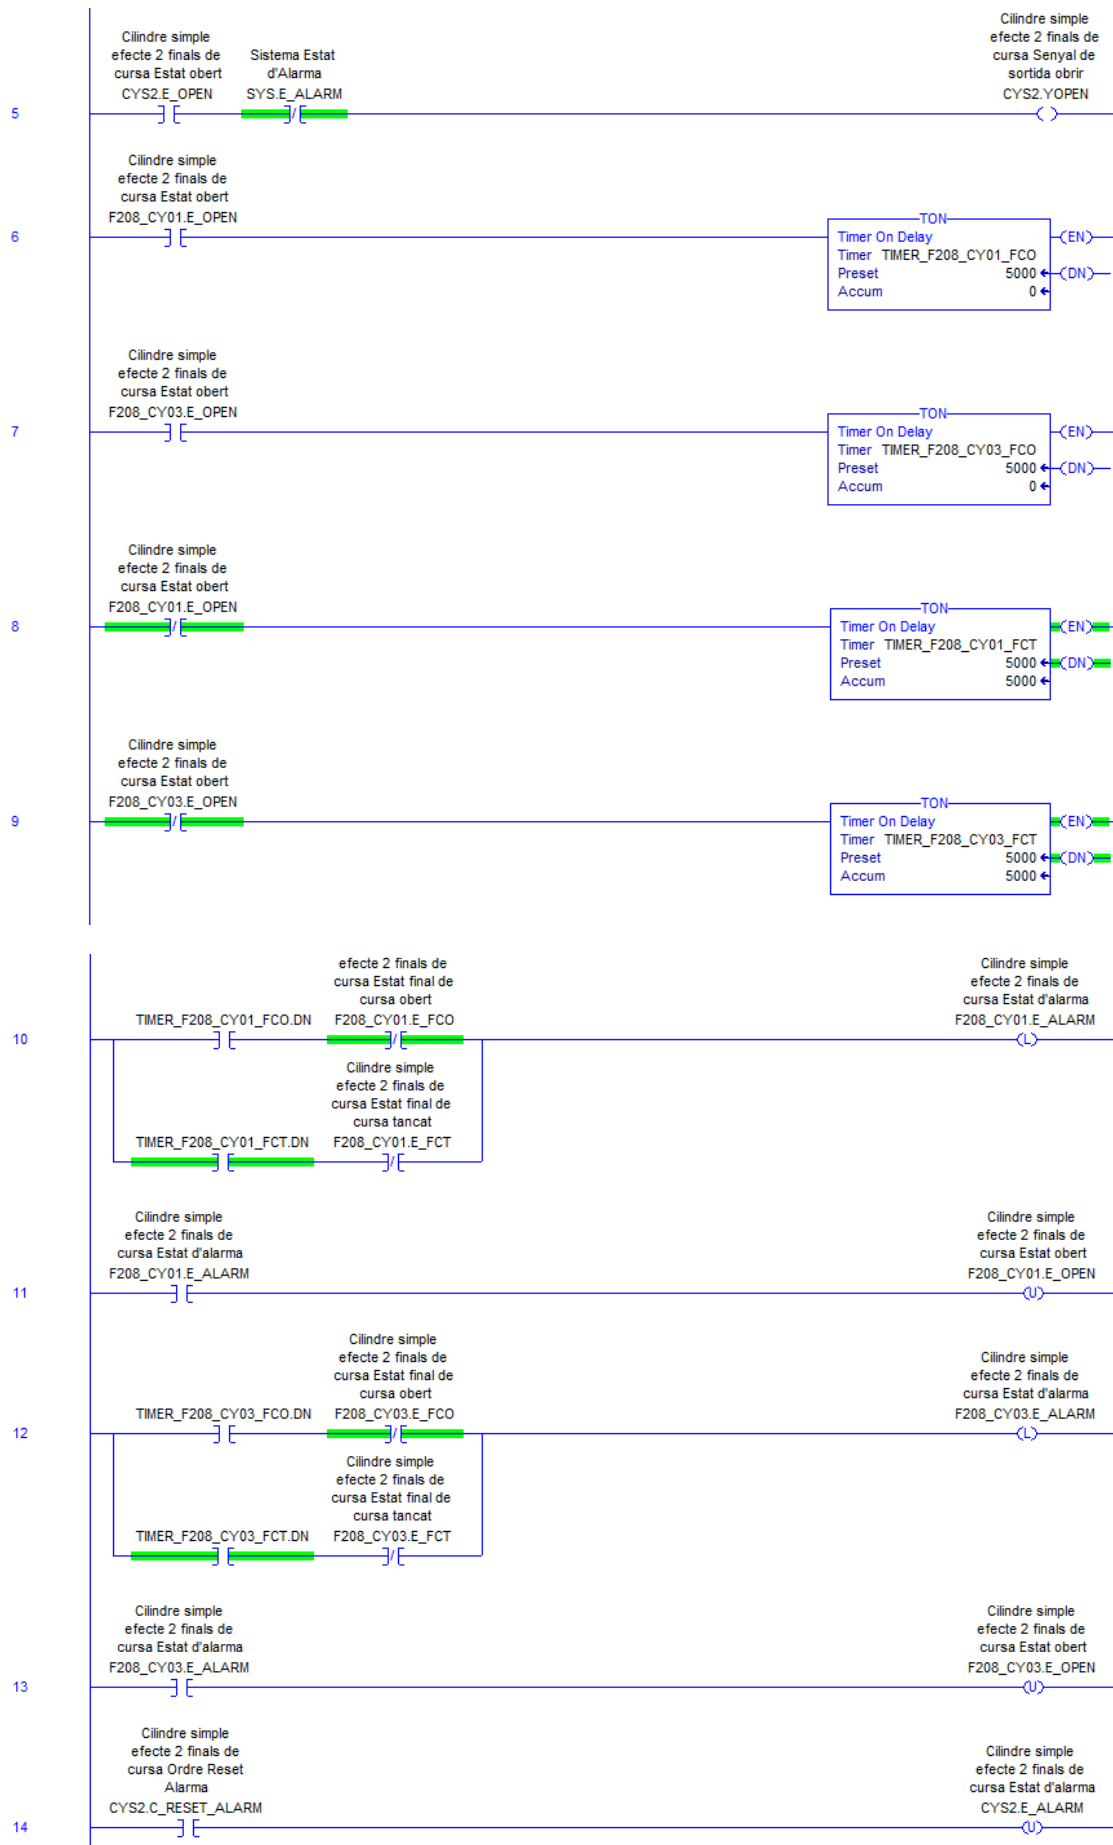 Cilindre simple
efecte 2 finals de
cursa Estat obert
CYS2.E_OPEN
Sistema Estat
d'Alarma
SYS.E_ALARM
Cilindre simple
efecte 2 finals de
cursa Senyal de
sortida obrir
CYS2.YOPEN
5
Cilindre simple
efecte 2 finals de
cursa Estat obert
F208_CY01.E_OPEN
6
TON
Timer On Delay
Timer TIMER_F208_CY01_FCO
Preset 5000
Accum 0
EN
DN
Cilindre simple
efecte 2 finals de
cursa Estat obert
F208_CY03.E_OPEN
7
TON
Timer On Delay
Timer TIMER_F208_CY03_FCO
Preset 5000
Accum 0
EN
DN
Cilindre simple
efecte 2 finals de
cursa Estat obert
F208_CY01.E_OPEN
8
TON
Timer On Delay
Timer TIMER_F208_CY01_FCT
Preset 5000
Accum 5000
EN
DN
Cilindre simple
efecte 2 finals de
cursa Estat obert
F208_CY03.E_OPEN
9
TON
Timer On Delay
Timer TIMER_F208_CY03_FCT
Preset 5000
Accum 5000
EN
DN
TIMER_F208_CY01_FCO.DN
efecte 2 finals de
cursa Estat final de
cursa obert
F208_CY01.E_FCO
Cilindre simple
efecte 2 finals de
cursa Estat d'alarma
F208_CY01.E_ALARM
10
L
Cilindre simple
efecte 2 finals de
cursa Estat final de
cursa tancat
TIMER_F208_CY01_FCT.DN
F208_CY01.E_FCT
Cilindre simple
efecte 2 finals de
cursa Estat d'alarma
F208_CY01.E_ALARM
Cilindre simple
efecte 2 finals de
cursa Estat obert
F208_CY01.E_OPEN
11
U
TIMER_F208_CY03_FCO.DN
Cilindre simple
efecte 2 finals de
cursa Estat final de
cursa obert
F208_CY03.E_FCO
Cilindre simple
efecte 2 finals de
cursa Estat d'alarma
F208_CY03.E_ALARM
12
L
Cilindre simple
efecte 2 finals de
cursa Estat final de
cursa tancat
TIMER_F208_CY03_FCT.DN
F208_CY03.E_FCT
Cilindre simple
efecte 2 finals de
cursa Estat d'alarma
F208_CY03.E_ALARM
Cilindre simple
efecte 2 finals de
cursa Estat obert
F208_CY03.E_OPEN
13
U
Cilindre simple
efecte 2 finals de
cursa Ordre Reset
Alarma
CYS2.C_RESET_ALARM
Cilindre simple
efecte 2 finals de
cursa Estat d'alarma
CYS2.E_ALARM
14
U